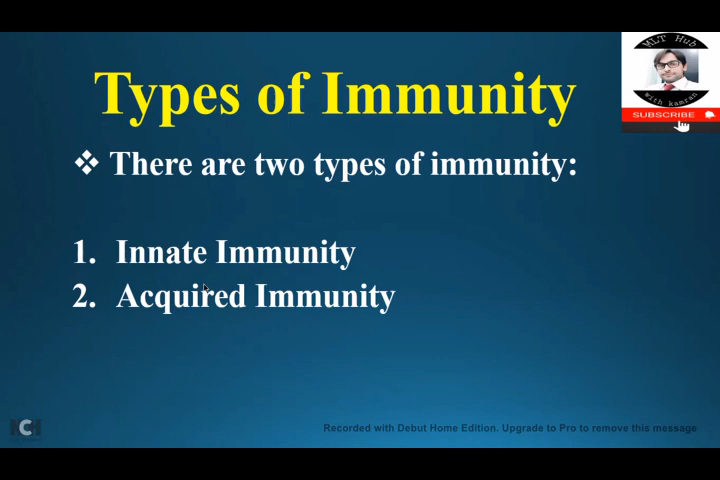 Types of Immunity
❖ There are two types of immunity:
1. Innate Immunity
2. Acquired Immunity
MLT Hub
with kamran
SUBSCRIBE
Recorded with Debut Home Edition. Upgrade to Pro to remove this message